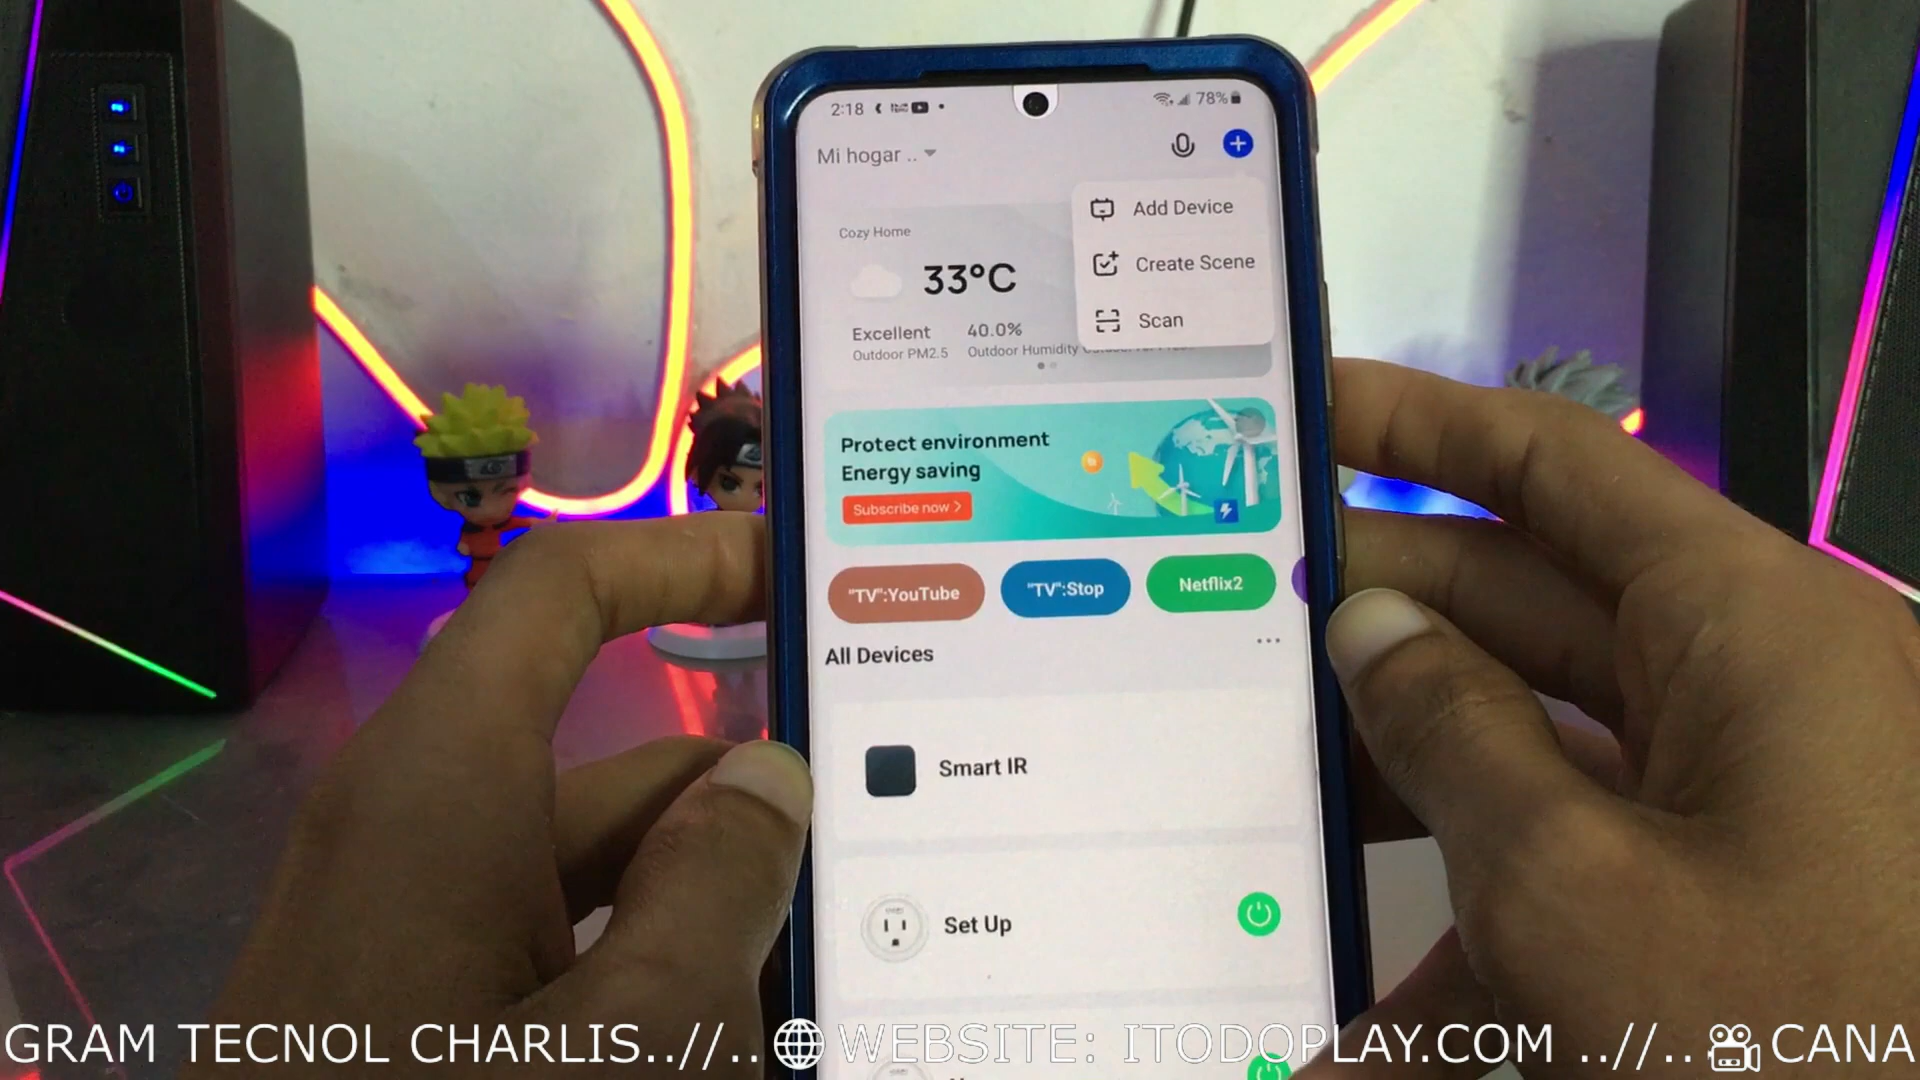 2:18
78%
Mi hogar ..
Add Device
Create Scene
Scan
Cozy Home
33°C
Excellent
40.0%
Outdoor PM2.5
Outdoor Humidity
Protect environment
Energy saving
Subscribe now >
"TV":YouTube
"TV":Stop
Netflix2
All Devices
Smart IR
Set Up
GRAM TECNOL CHARLIS..//..WEBSITE: ITODOPLAY.COM ..//..CANA